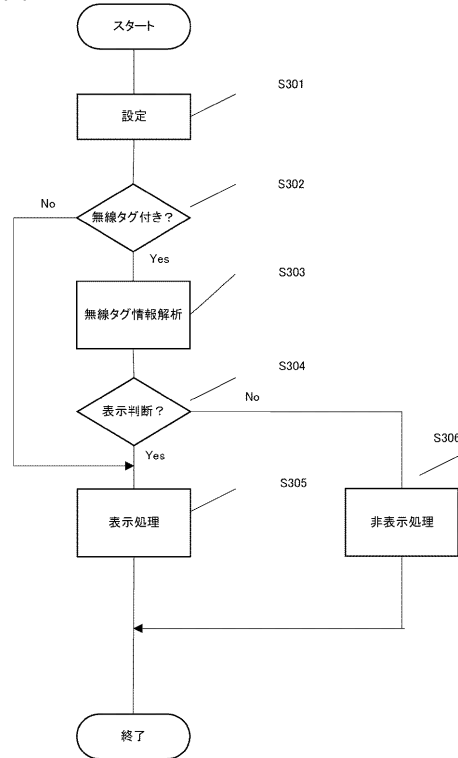 スタート
S301
設定
S302
No
無線タグ付き？
Yes
S303
無線タグ情報解析
S304
No
表示判断？
Yes
S306
S305
表示処理
非表示処理
終了